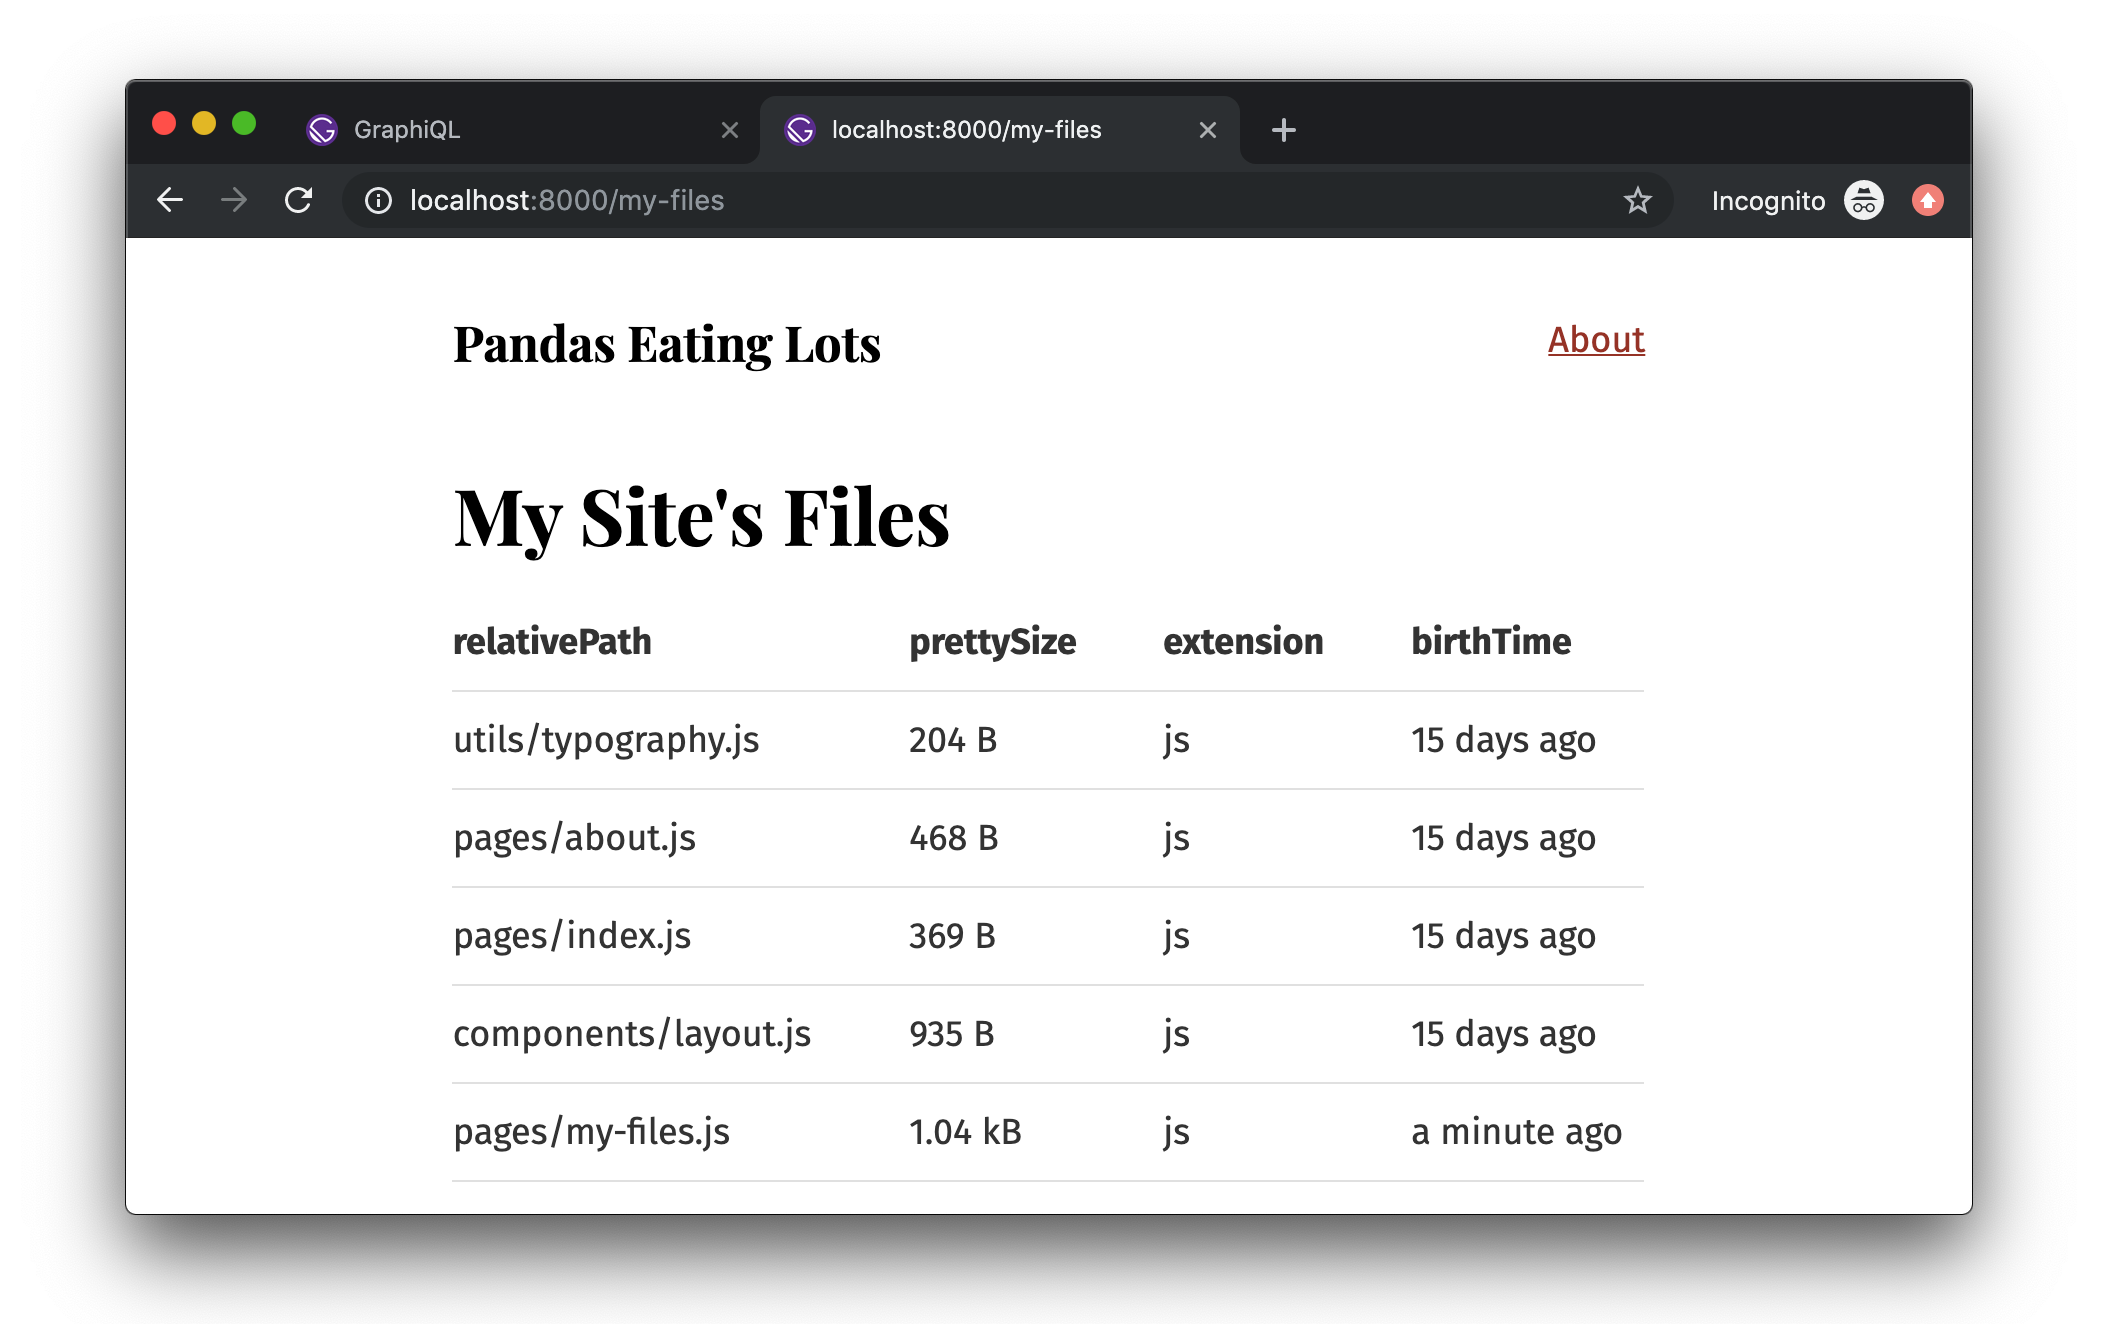 GraphiQL
localhost:8000/my-files
localhost:8000/my-files
Incognito
Pandas Eating Lots
About
My Site's Files
relativePath prettySize extension birthTime
utils/typography.js 204 B js 15 days ago
pages/about.js 468 B js 15 days ago
pages/index.js 369 B js 15 days ago
components/layout.js 935 B js 15 days ago
pages/my-files.js 1.04 kB js a minute ago